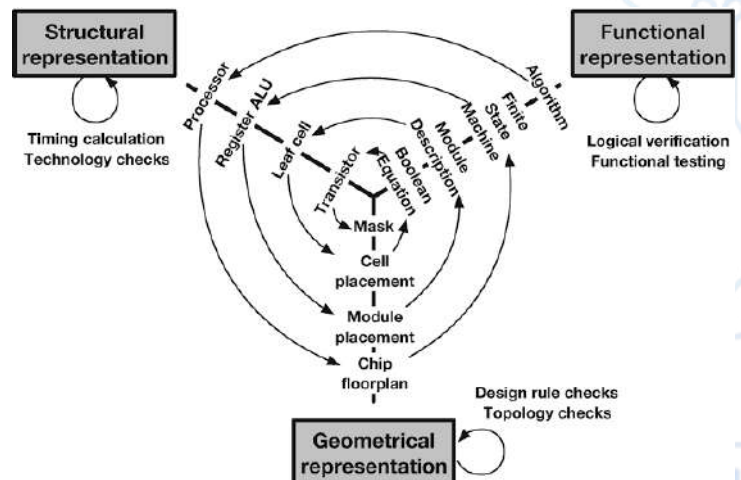 Structural
representation
Functional
representation
Timing calculation
Technology checks
Logical verification
Functional testing
Processor
Register ALU
Leaf cell
Transistor
Algorithm
Finite
State
Machine
Module
Description
Boolean
Equation
Mask
Cell
placement
Module
placement
Chip
floorplan
Design rule checks
Topology checks
Geometrical
representation